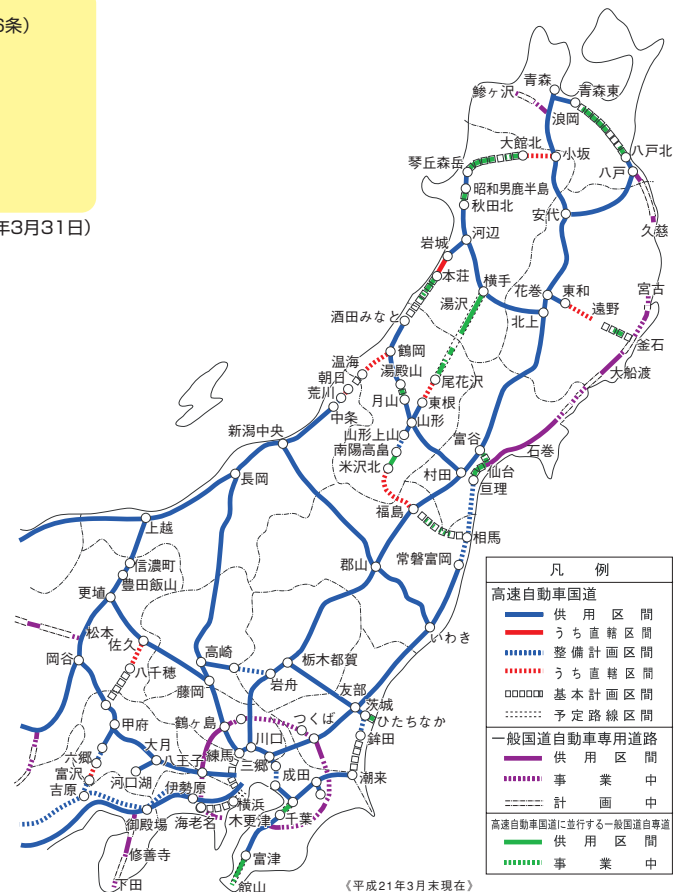 6条)
年3月31日)
青森
青森東
鰺ヶ沢
浪岡
大館北
小坂
八戸北
八戸
琴丘森岳
昭和男鹿半島
秋田北
安代
久慈
岩城
河辺
本荘
横手
花巻
東和
宮古
湯沢
遠野
酒田みなと
北上
釜石
鶴岡
大船渡
温海
湯殿山
朝日
尾花沢
荒川
月山
東根
中条
山形
新潟中央
山形上山
富谷
南陽高畠
石巻
米沢北
村田
仙台
長岡
亘理
福島
上越
相馬
郡山
常磐富岡
信濃町
豊田飯山
更埴
松本
佐久
いわき
岡谷
高崎
栃木都賀
八千穂
岩舟
藤岡
友部
茨城
鶴ヶ島
つくば
ひたちなか
甲府
川口
鉾田
大月
練馬
六郷
八王子
三郷
富沢
成田
潮来
河口湖
吉原
伊勢原
横浜
御殿場
海老名
木更津
千葉
修善寺
富津
下田
館山
凡例
高速自動車国道
供用区間
うち直轄区間
整備計画区間
うち直轄区間
基本計画区間
予定路線区間
一般国道自動車専用道路
供用区間
事業中
計画中
高速自動車国道に並行する一般国道自専道
供用区間
事業中
《平成21年3月末現在》